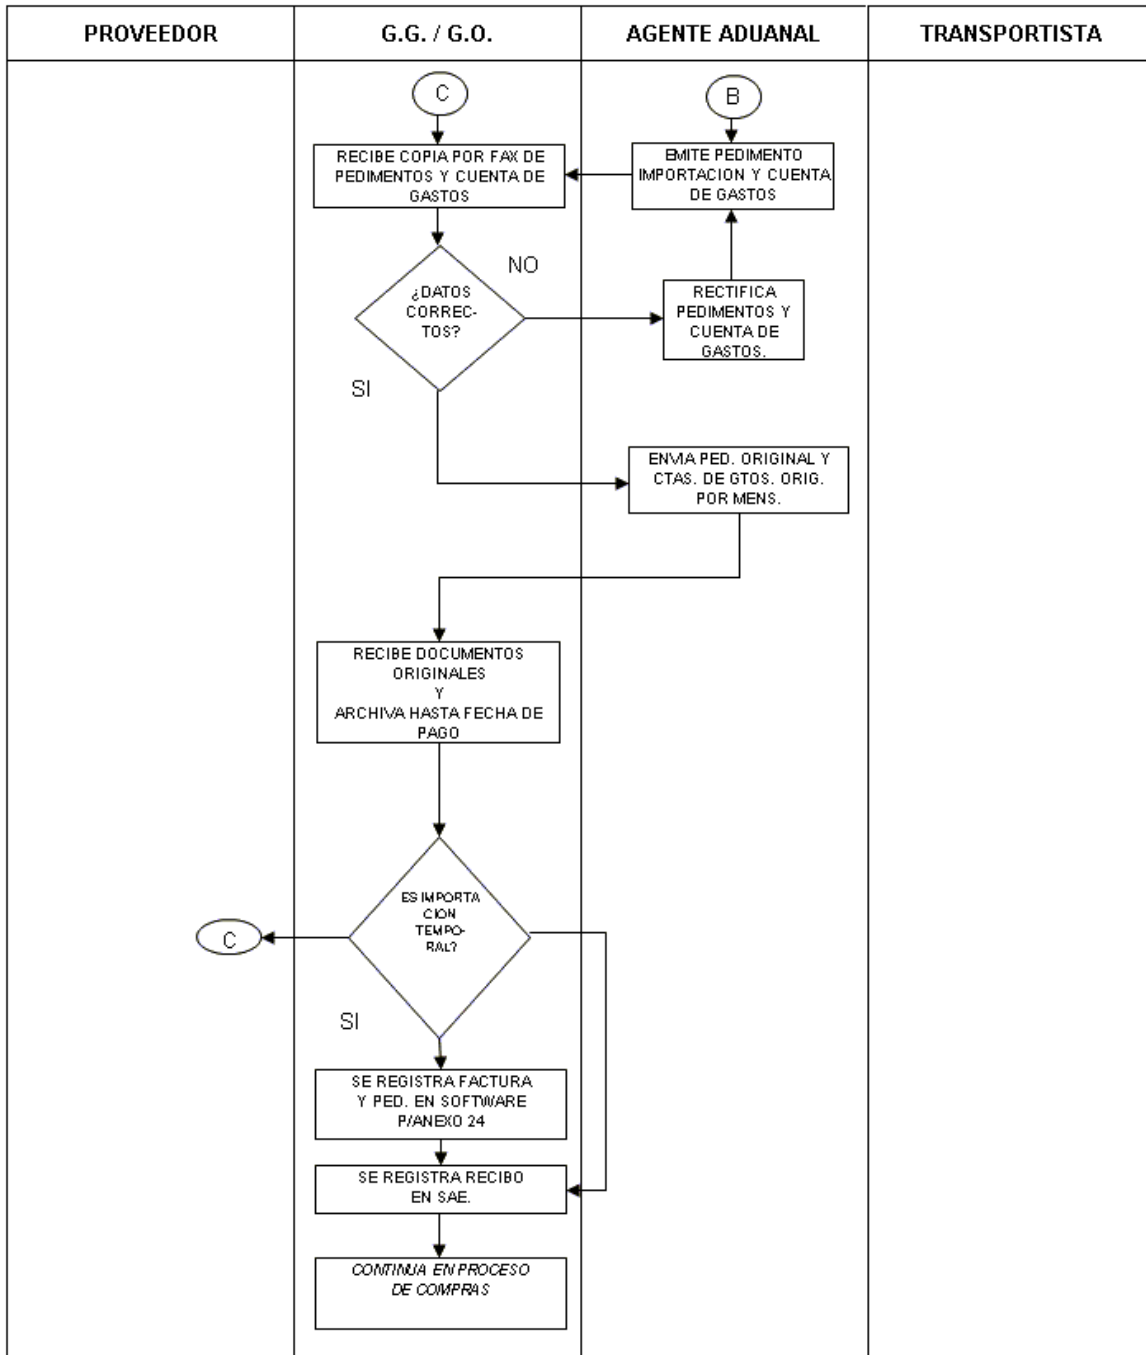 PROVEEDOR
G.G. / G.O.
AGENTE ADUANAL
TRANSPORTISTA
C
B
RECIBE COPIA POR FAX DE
PEDIMENTOS Y CUENTA DE
GASTOS
EMITE PEDIMENTO
IMPORTACION Y CUENTA
DE GASTOS
NO
¿DATOS
CORREC-
TOS?
RECTIFICA
PEDIMENTOS Y
CUENTA DE
GASTOS.
SI
ENVIA PED. ORIGINAL Y
CTAS. DE GTOS. ORIG.
POR MENS.
RECIBE DOCUMENTOS
ORIGINALES
Y
ARCHIVA HASTA FECHA DE
PAGO
ES IMPORTA
CION
TEMPO-
RAL?
C
SI
SE REGISTRA FACTURA
Y PED. EN SOFTWARE
P/ANEXO 24
SE REGISTRA RECIBO
EN SAE.
CONTINUA EN PROCESO
DE COMPRAS